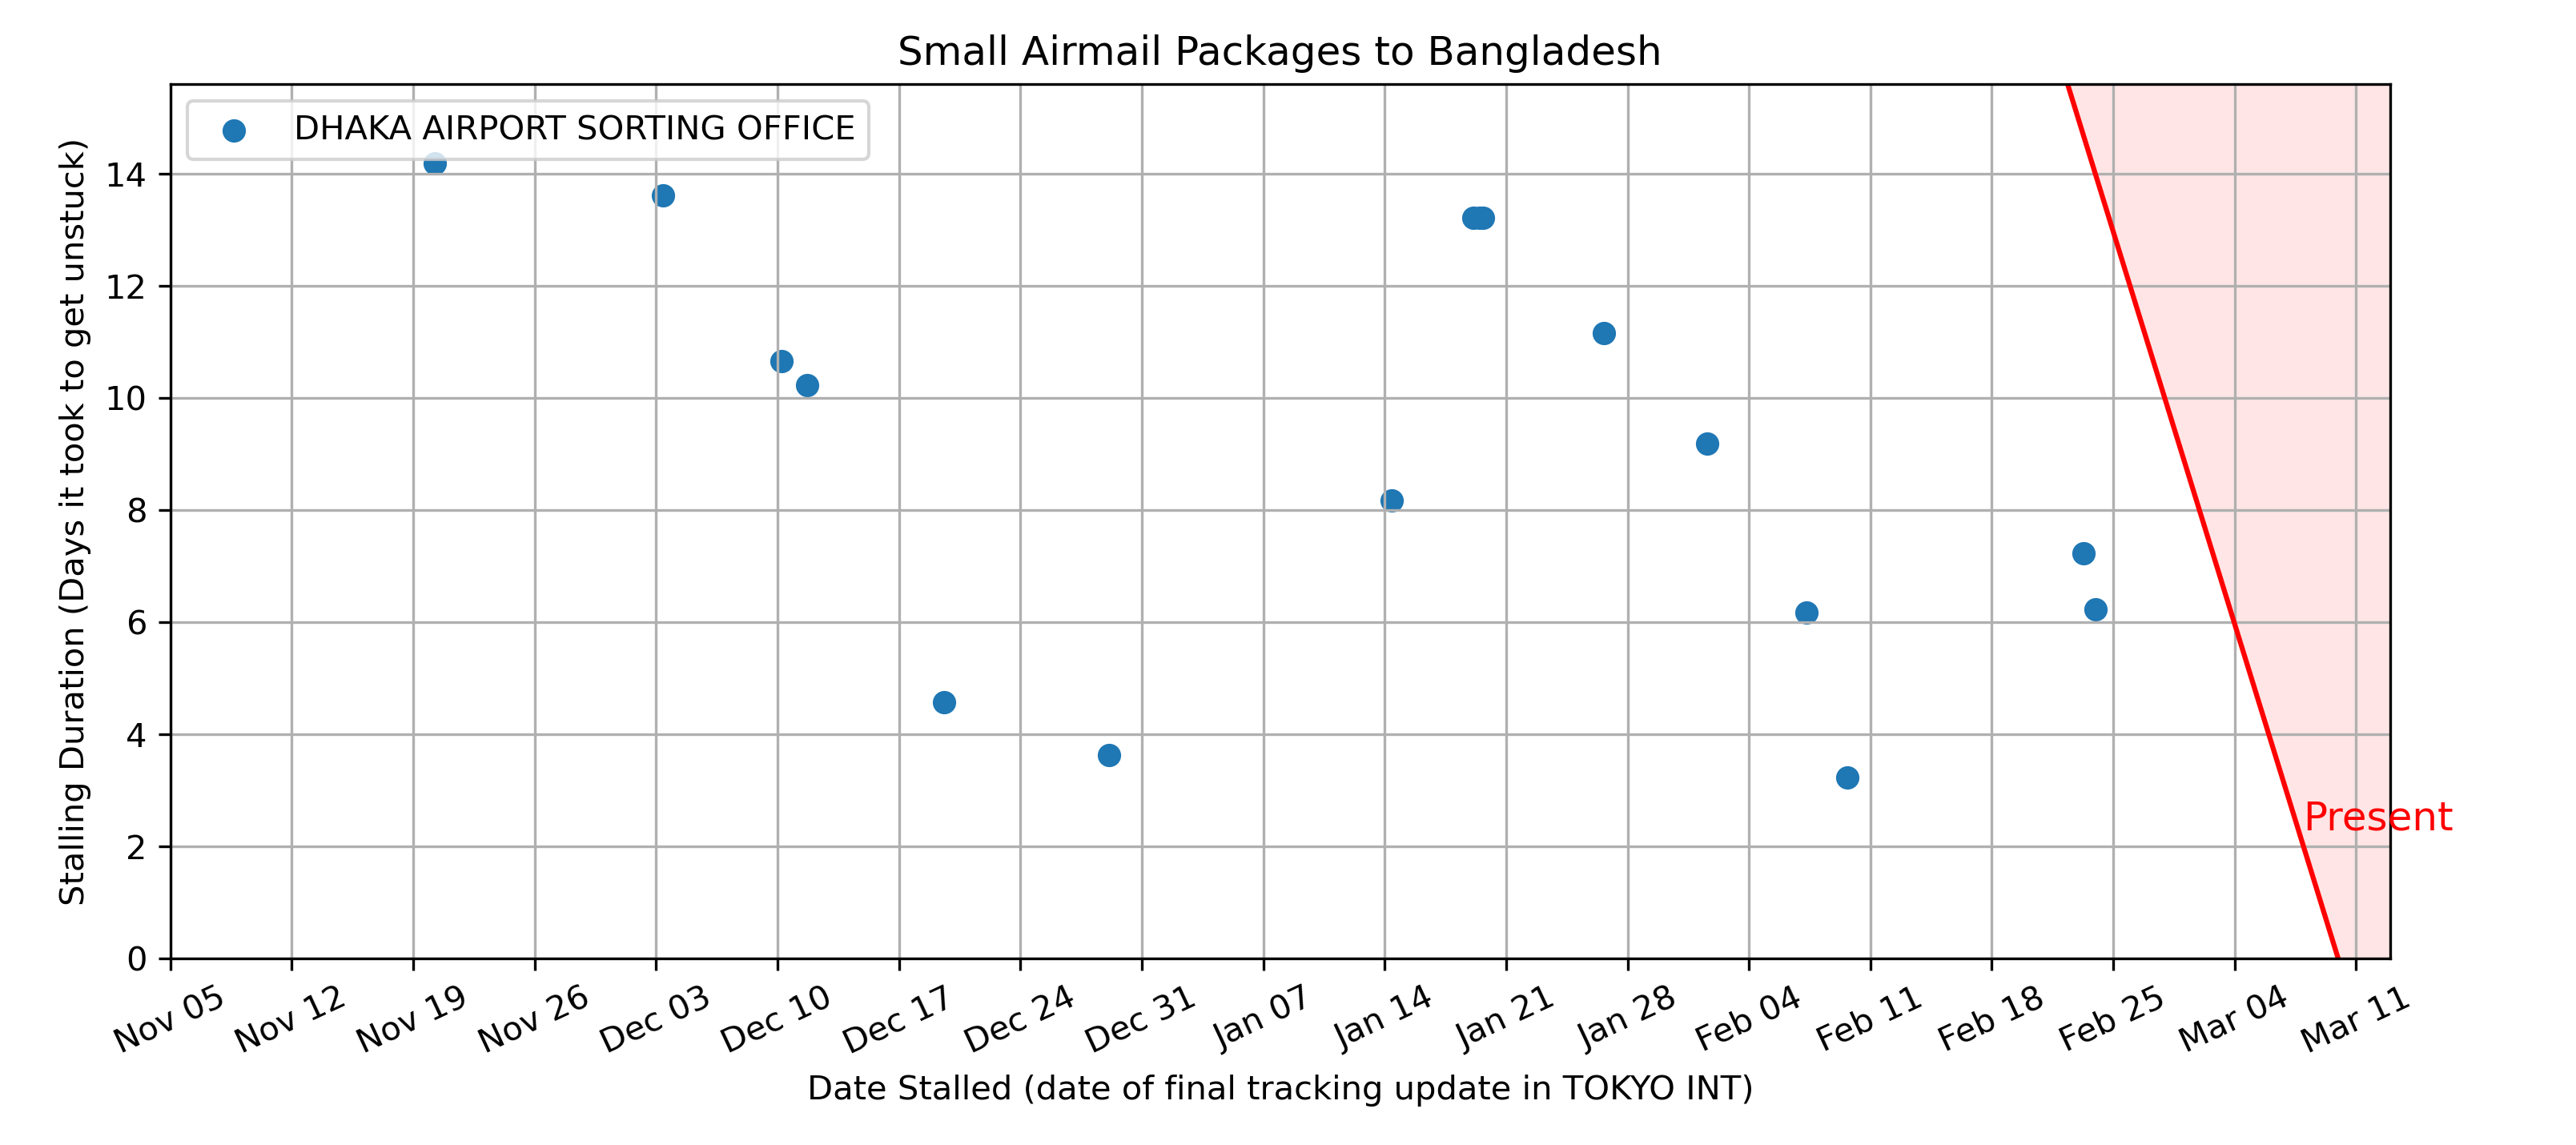 Small Airmail Packages to Bangladesh
DHAKA AIRPORT SORTING OFFICE
Stalling Duration (Days it took to get unstuck)
14
12
10
8
6
4
2
0
Present
Nov 05
Nov 12
Nov 19
Nov 26
Dec 03
Dec 10
Dec 17
Dec 24
Dec 31
Jan 07
Jan 14
Jan 21
Jan 28
Feb 04
Feb 11
Feb 18
Feb 25
Mar 04
Mar 11
Date Stalled (date of final tracking update in TOKYO INT)